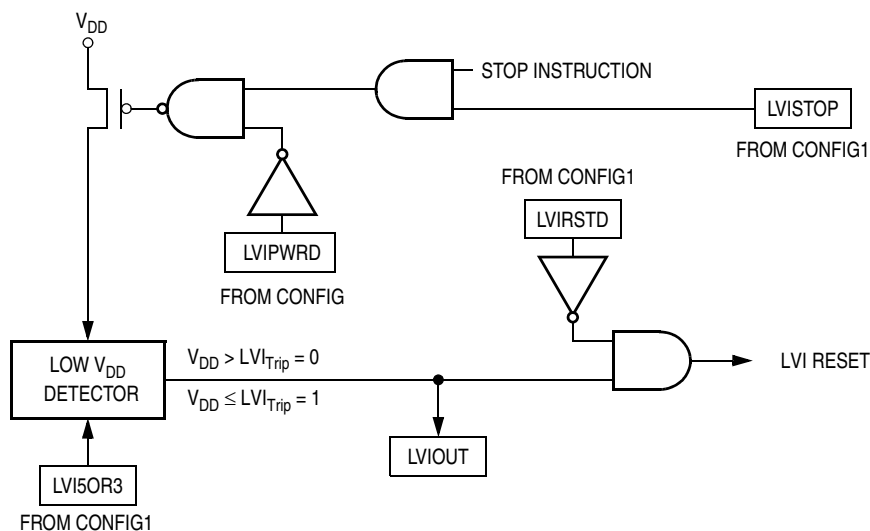 V_DD
STOP INSTRUCTION
LVISTOP
FROM CONFIG1
FROM CONFIG1
LVIRSTD
LVIPWRD
FROM CONFIG
LOW V_DD
DETECTOR
V_DD > LVI_Trip = 0
V_DD ≤ LVI_Trip = 1
LVI RESET
LVIOUT
LVI5OR3
FROM CONFIG1